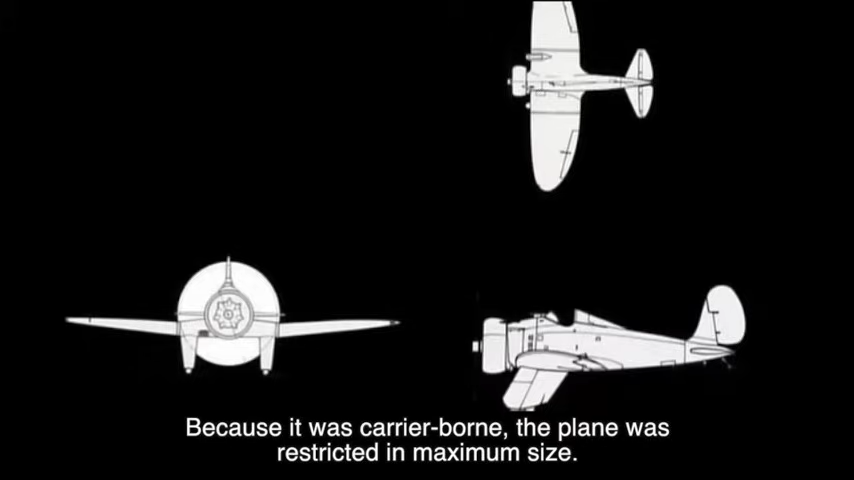 Because it was carrier-borne, the plane was
restricted in maximum size.